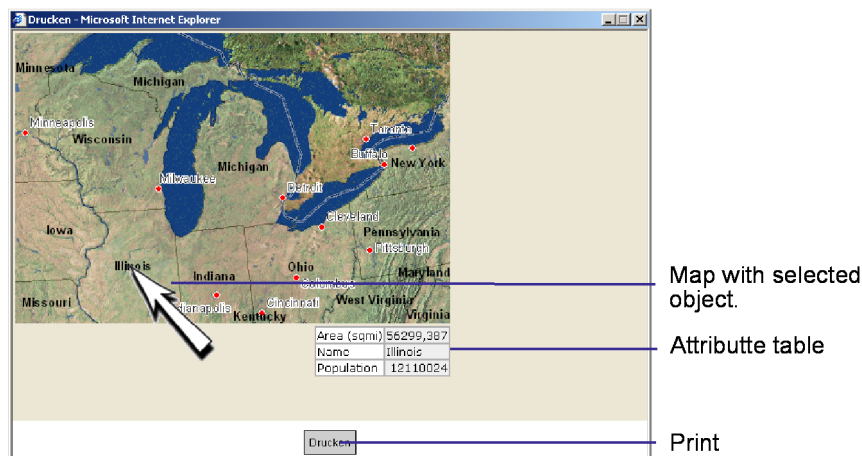 Drucken - Microsoft Internet Explorer
Minnesota
Michigan
Minneapolis
Wisconsin
Toronto
Buffalo
New York
Michigan
Milwaukee
Detroit
Cleveland
Iowa
Pennsylvania
Pittsburgh
Illinois
Indiana
Ohio
Maryland
Columbus
Missouri
dianapolis
Cincinnati
West Virginia
Kentucky
Virginia
Map with selected
object.
Area (sqmi) 56299,387
Name Illinois
Population 12110024
Attributte table
Drucken
Print